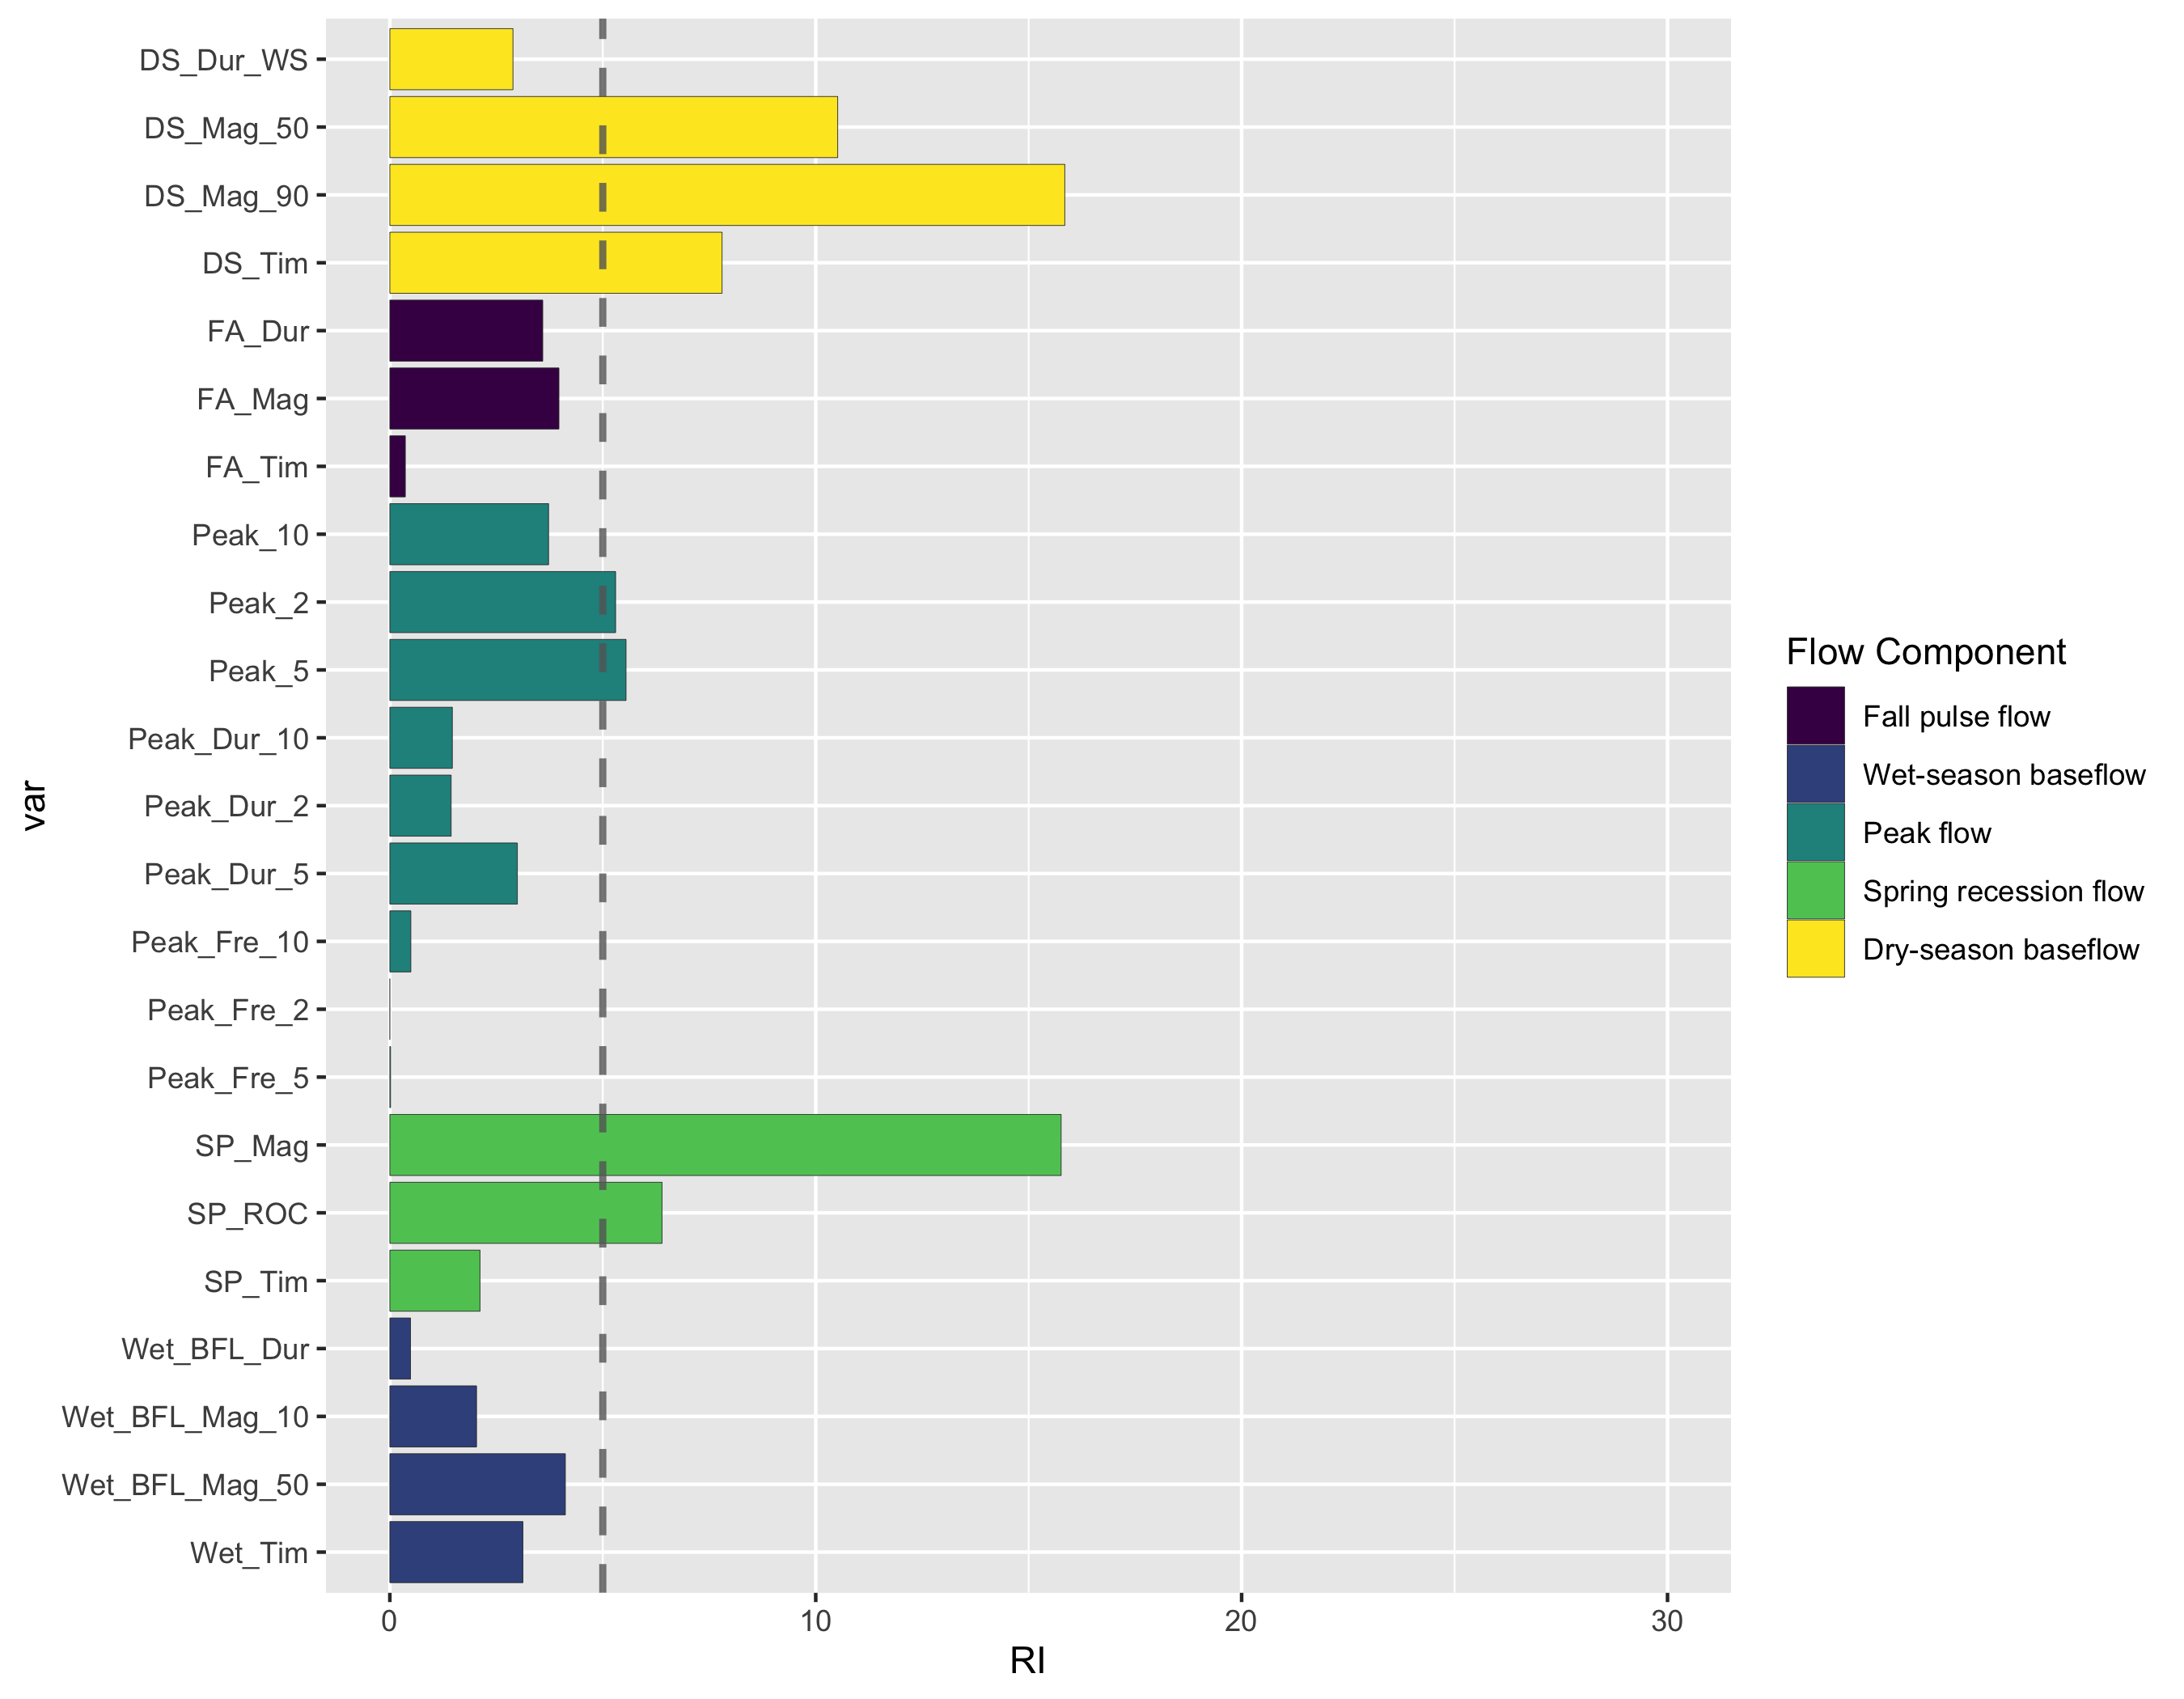 DS_Dur_WS
DS_Mag_50
DS_Mag_90
DS_Tim
FA_Dur
FA_Mag
FA_Tim
Peak_10
Peak_2
Peak_5
Peak_Dur_10
Peak_Dur_2
Peak_Dur_5
Peak_Fre_10
Peak_Fre_2
Peak_Fre_5
SP_Mag
SP_ROC
SP_Tim
Wet_BFL_Dur
Wet_BFL_Mag_10
Wet_BFL_Mag_50
Wet_Tim
var
0 10 20 30
RI
Flow Component
Fall pulse flow
Wet-season baseflow
Peak flow
Spring recession flow
Dry-season baseflow